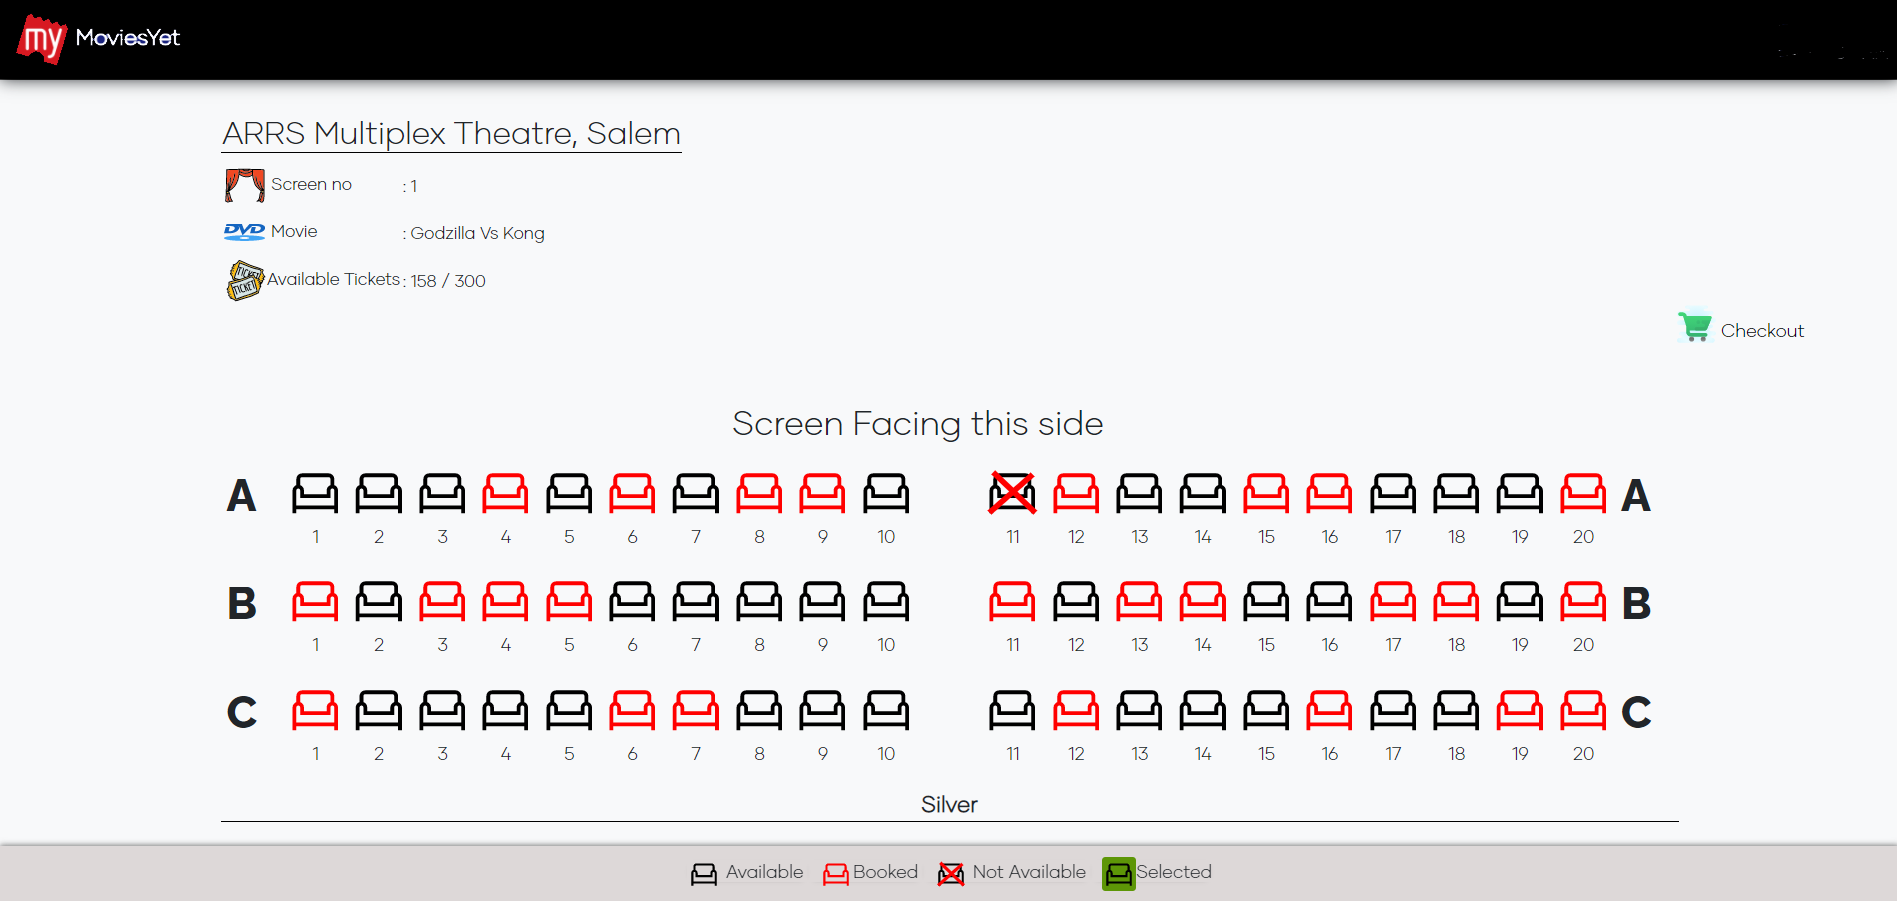 my MoviesYet
ARRS Multiplex Theatre, Salem
Screen no : 1
DVD Movie : Godzilla Vs Kong
TICKET TICKET Available Tickets : 158 / 300
Checkout
Screen Facing this side
A A
1 2 3 4 5 6 7 8 9 10 11 12 13 14 15 16 17 18 19 20
B B
1 2 3 4 5 6 7 8 9 10 11 12 13 14 15 16 17 18 19 20
C C
1 2 3 4 5 6 7 8 9 10 11 12 13 14 15 16 17 18 19 20
Silver
Available Booked Not Available Selected